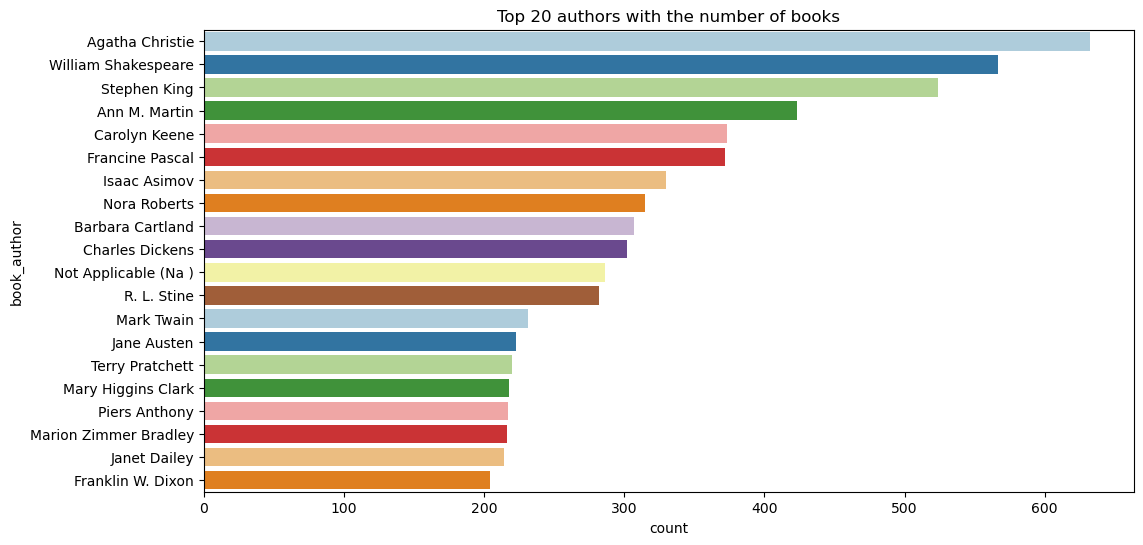 Top 20 authors with the number of books
book_author
Agatha Christie
William Shakespeare
Stephen King
Ann M. Martin
Carolyn Keene
Francine Pascal
Isaac Asimov
Nora Roberts
Barbara Cartland
Charles Dickens
Not Applicable (Na )
R. L. Stine
Mark Twain
Jane Austen
Terry Pratchett
Mary Higgins Clark
Piers Anthony
Marion Zimmer Bradley
Janet Dailey
Franklin W. Dixon
0 100 200 300 400 500 600
count